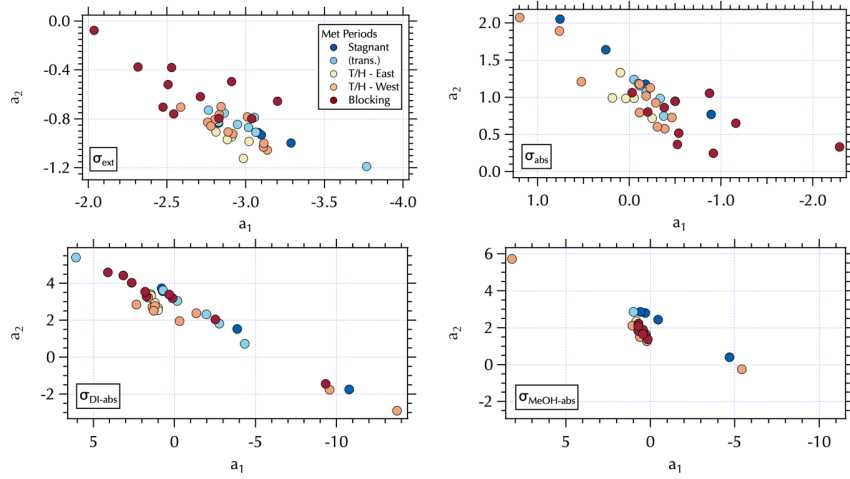 0.0
-0.4
-0.8
-1.2
a2
-2.0 -2.5 -3.0 -3.5 -4.0
a1
σext
Met Periods
Stagnant
(trans.)
T/H - East
T/H - West
Blocking
2.0
1.5
1.0
0.5
0.0
a2
1.0 0.0 -1.0 -2.0
a1
σabs
4
2
0
-2
a2
5 0 -5 -10
a1
σDI-abs
6
4
2
0
-2
a2
5 0 -5 -10
a1
σMeOH-abs